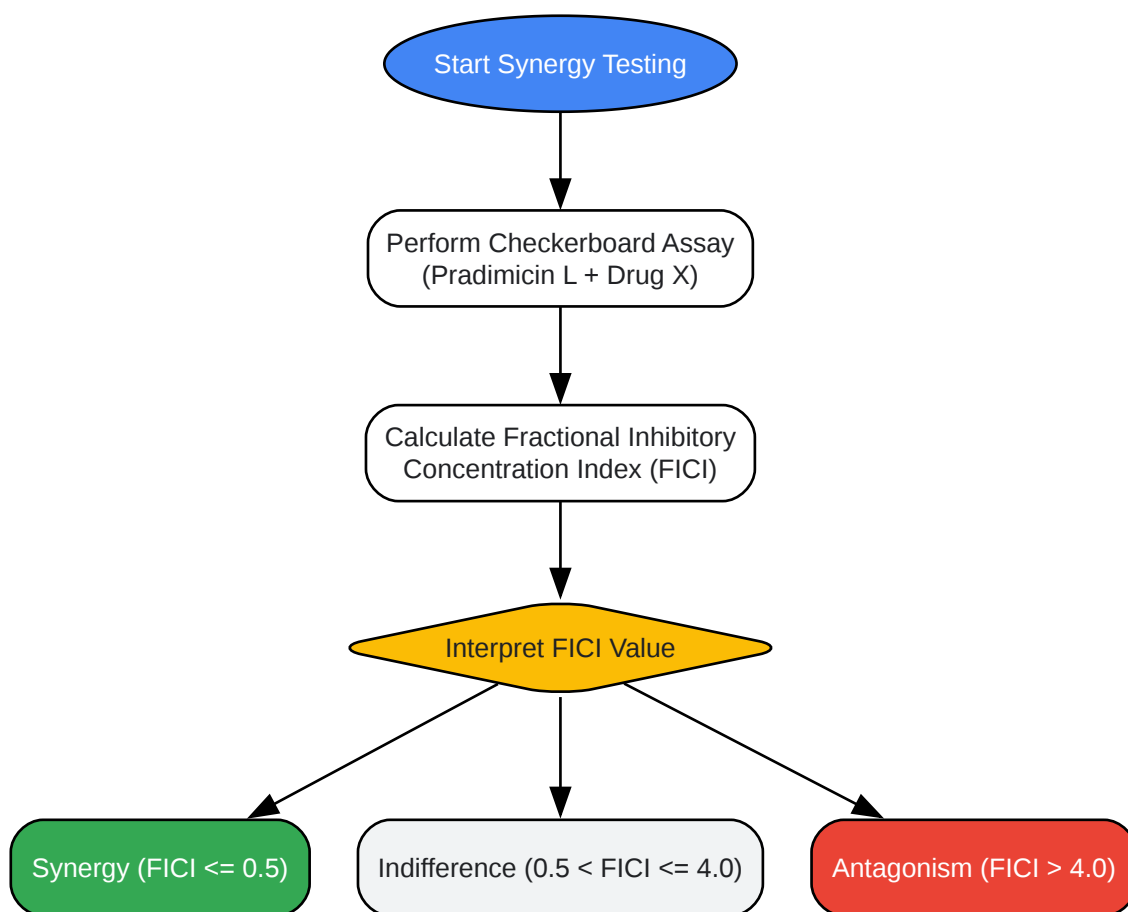 Start Synergy Testing
Perform Checkerboard Assay
(Pradimicin L + Drug X)
Calculate Fractional Inhibitory
Concentration Index (FICI)
Interpret FICI Value
Synergy (FICI <= 0.5)
Indifference (0.5 < FICI <= 4.0)
Antagonism (FICI > 4.0)